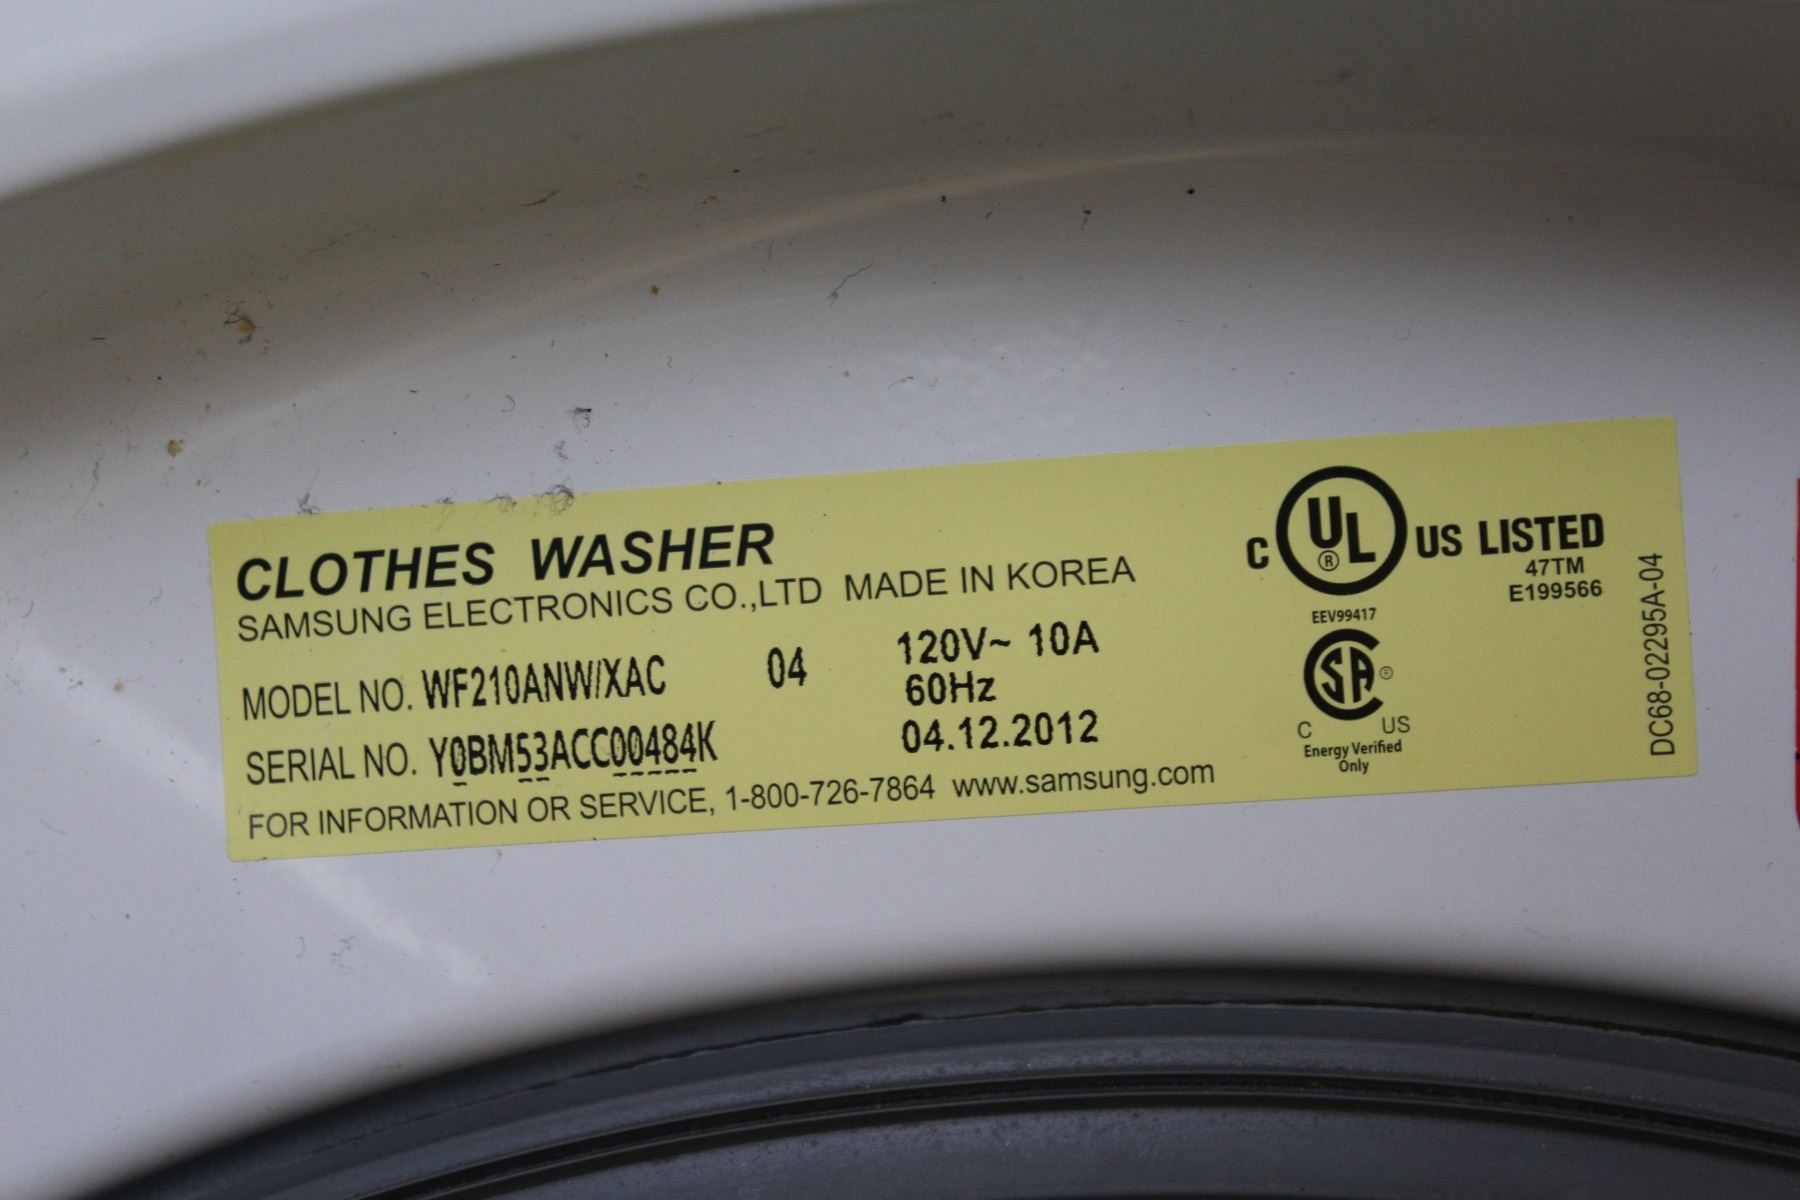 CLOTHES WASHER
SAMSUNG ELECTRONICS CO.,LTD MADE IN KOREA
MODEL NO. WF210ANW/XAC 04 120V~ 10A
60Hz
SERIAL NO. Y0BM53ACC00484K 04.12.2012
FOR INFORMATION OR SERVICE, 1-800-726-7864 www.samsung.com
C UL ® US LISTED
47TM
E199566
EEV99417
SA ®
C US
Energy Verified
Only
DC68-02295A-04